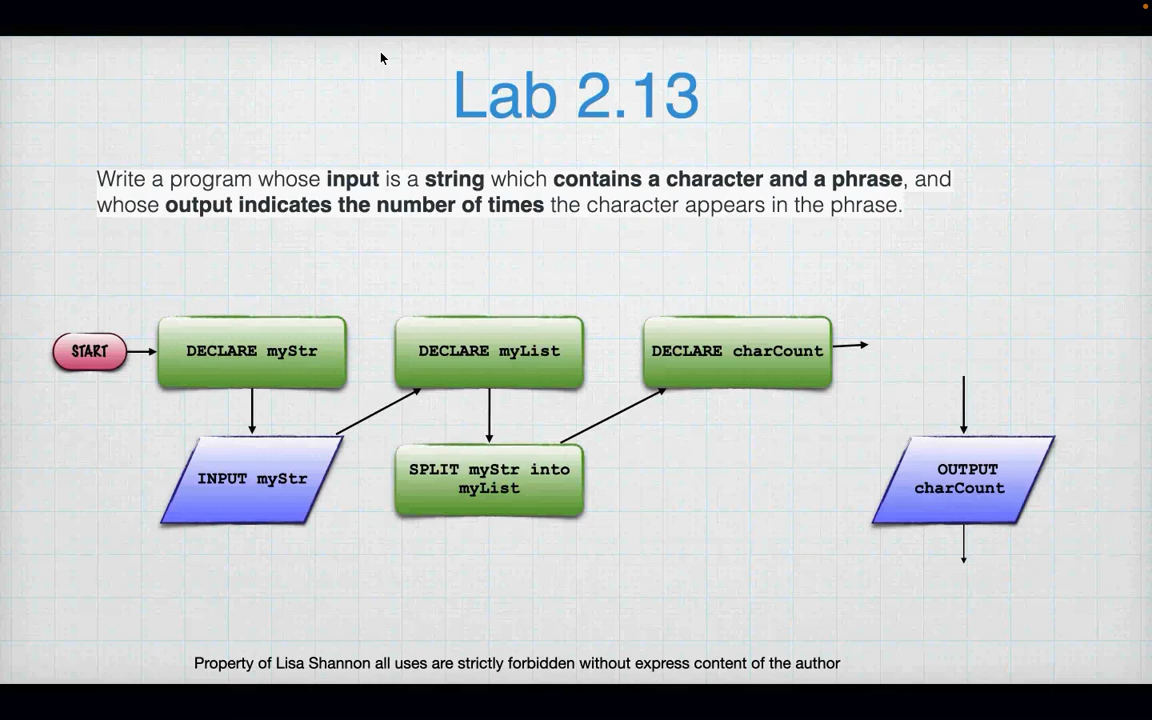 Lab 2.13
Write a program whose input is a string which contains a character and a phrase, and
whose output indicates the number of times the character appears in the phrase.
START
DECLARE myStr
DECLARE myList
DECLARE charCount
INPUT myStr
SPLIT myStr into
myList
OUTPUT
charCount
Property of Lisa Shannon all uses are strictly forbidden without express content of the author